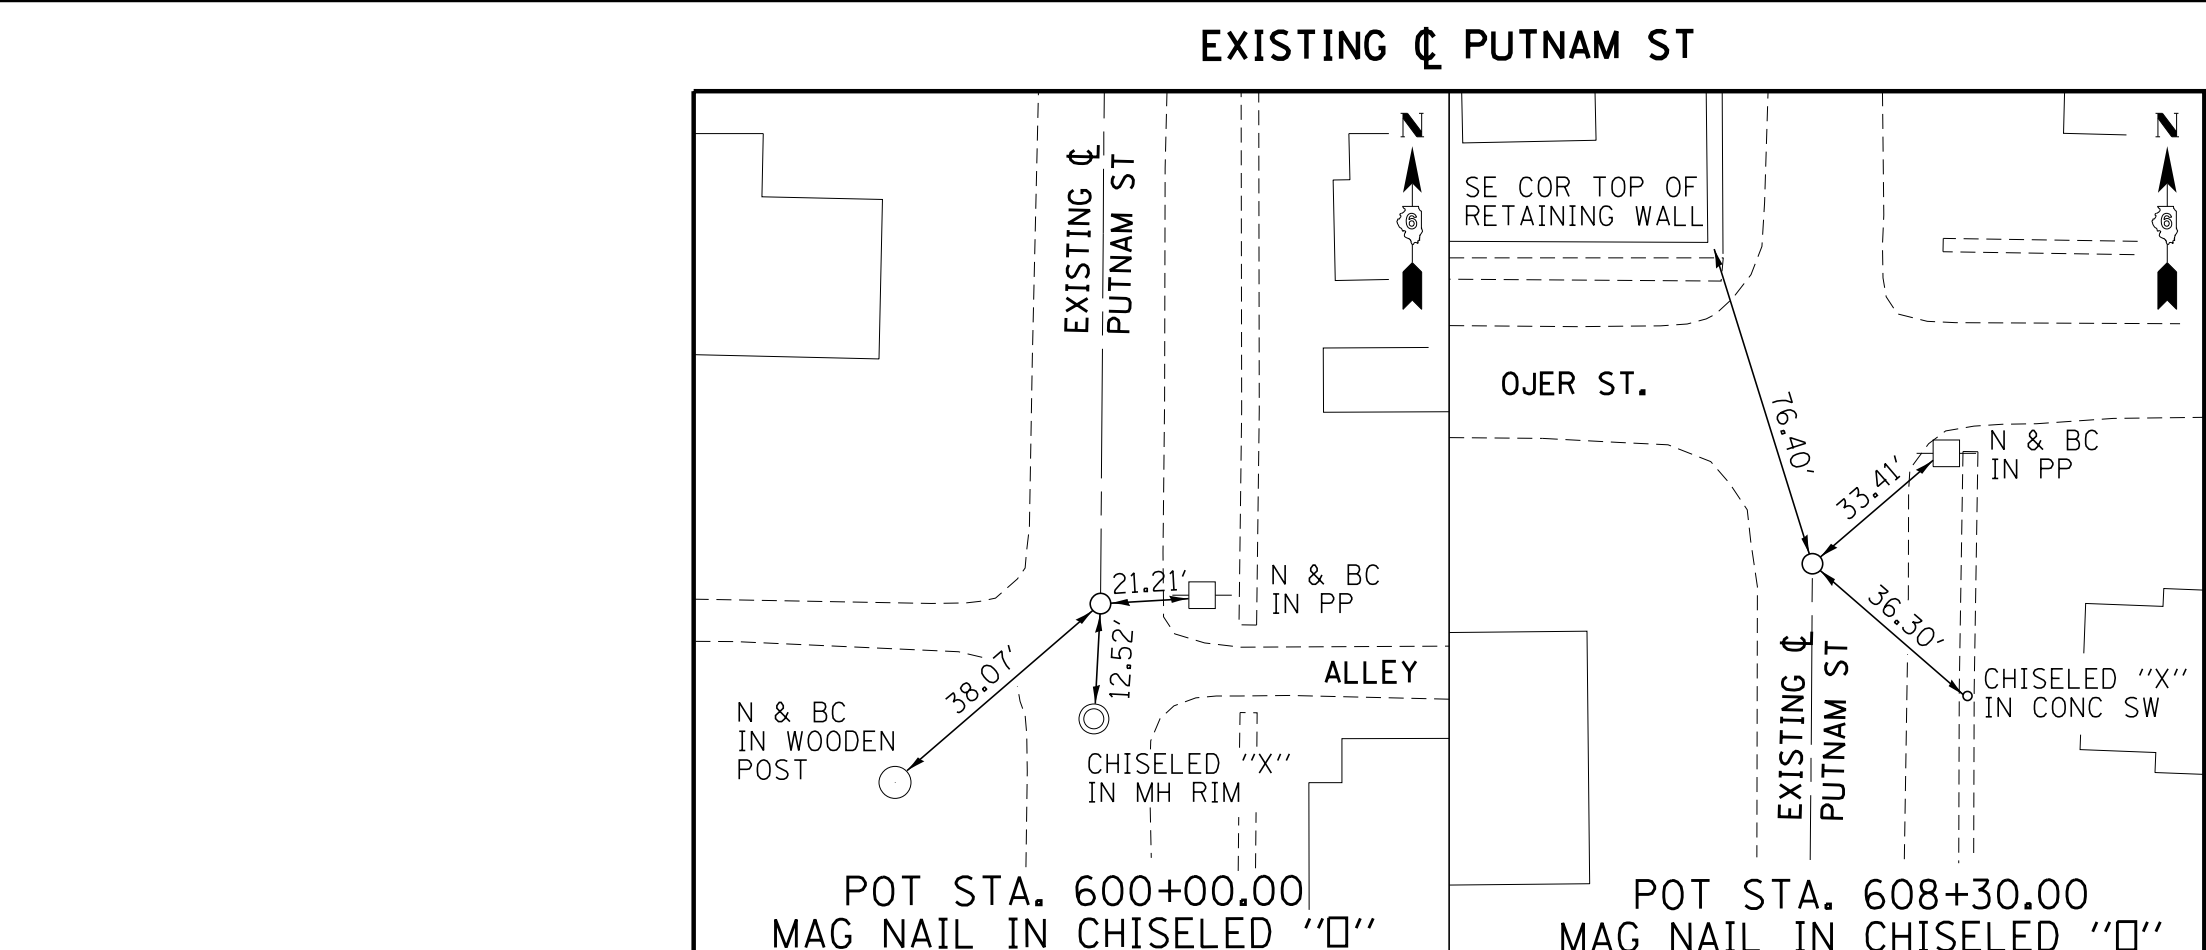 EXISTING ℄ PUTNAM ST
N
6
EXISTING ℄
PUTNAM ST
21.21'
N & BC
IN PP
12.52'
38.07'
ALLEY
N & BC
IN WOODEN
POST
CHISELED "X"
IN MH RIM
POT STA. 600+00.00
MAG NAIL IN CHISELED "□"
N
6
SE COR TOP OF
RETAINING WALL
OJER ST.
76.40'
N & BC
IN PP
33.41'
36.30'
EXISTING ℄
PUTNAM ST
CHISELED "X"
IN CONC SW
POT STA. 608+30.00
MAG NAIL IN CHISELED "□"